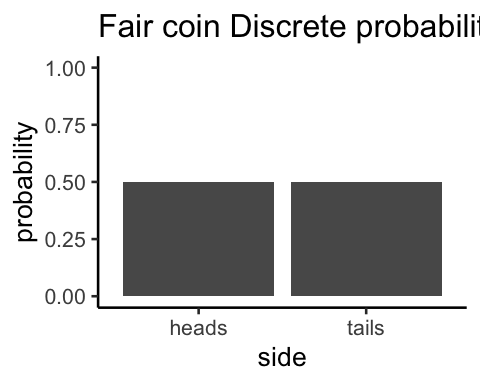 Fair coin Discrete probabilit
1.00
0.75
0.50
0.25
0.00
probability
heads tails
side